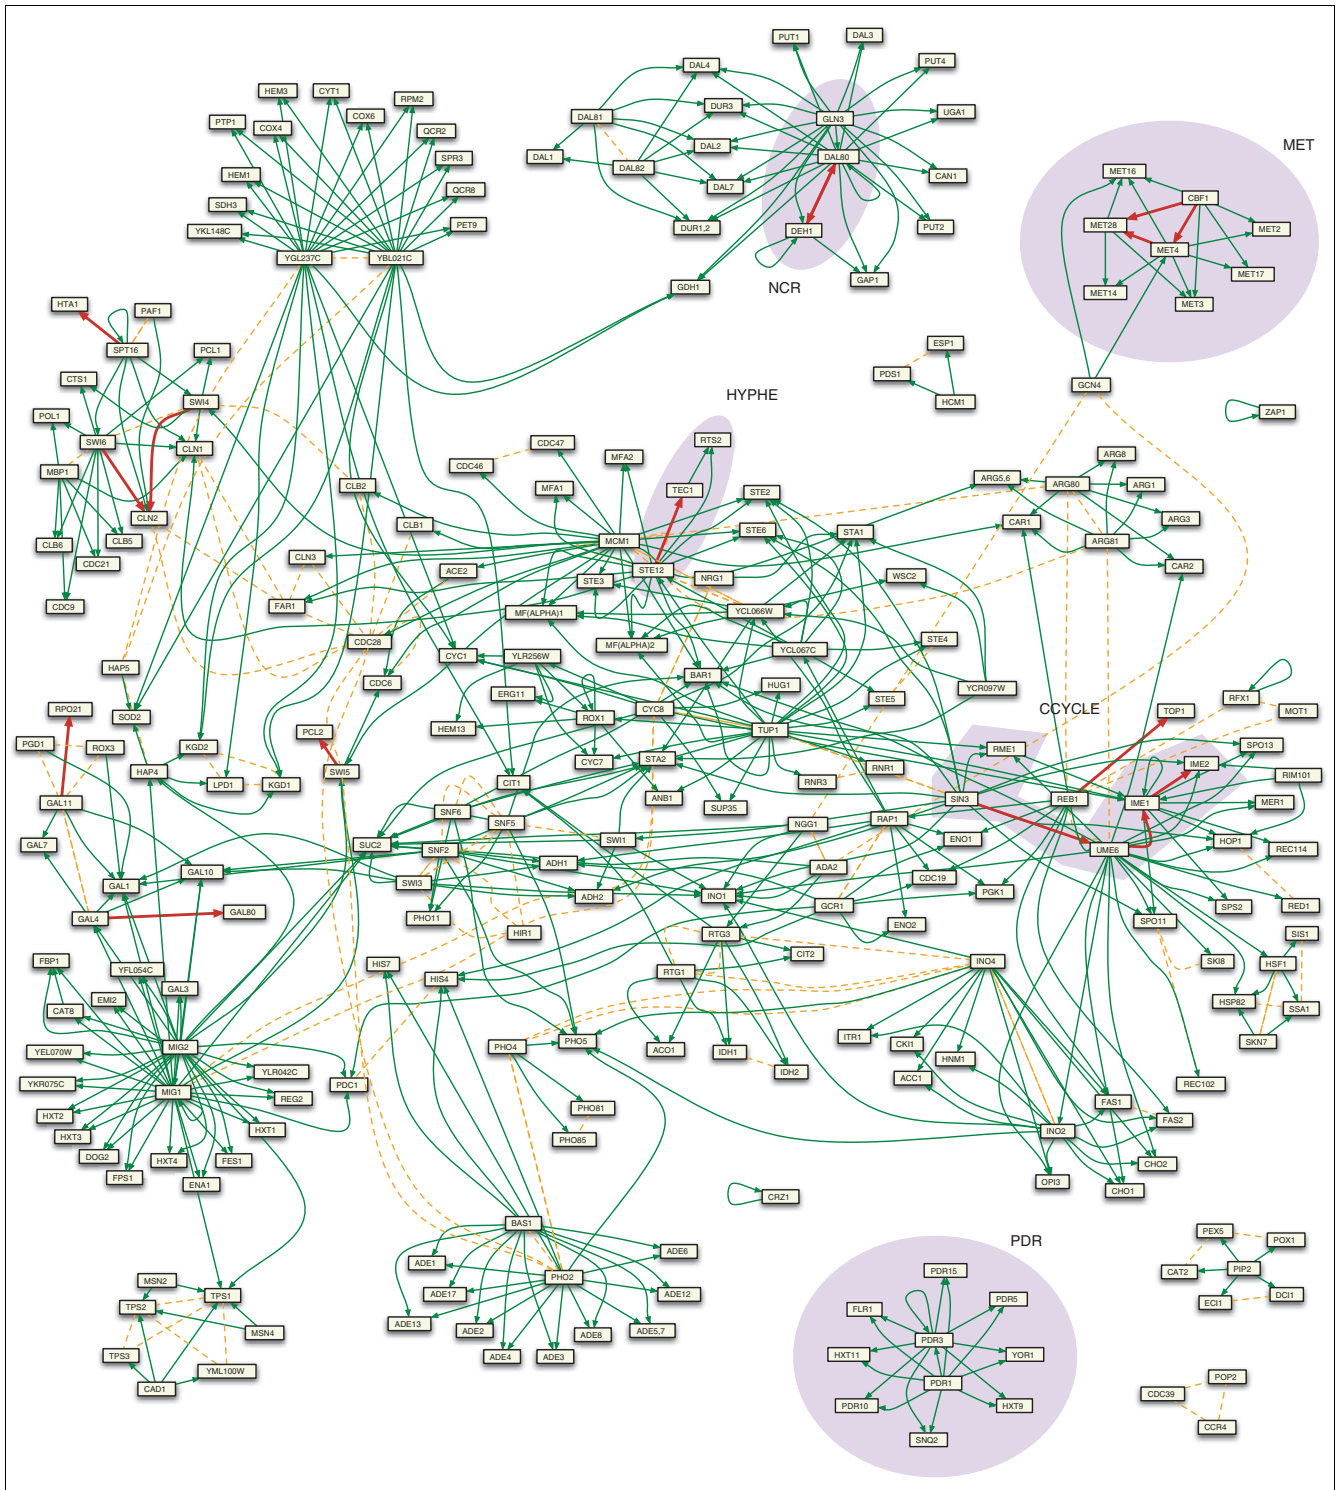 PUT1
DAL3
DAL4
PUT4
HEM3
CYT1
RPM2
DUR3
UGA1
COX6
DAL81
GLN3
PTP1
COX4
QCR2
DAL2
MET
DAL1
DAL82
DAL80
SPR3
MET16
HEM1
DAL7
CAN1
QCR8
CBF1
SDH3
PET9
DUR1,2
DEH1
PUT2
MET28
MET2
YKL148C
MET4
YGL237C
YBL021C
GDH1
NCR
GAP1
MET14
MET17
MET3
HTA1
PAF1
SPT16
PCL1
ESP1
PDS1
CTS1
HYPHE
GCN4
SWI4
HCM1
POL1
ZAP1
SWI6
CLN1
CDC47
RTS2
MBP1
CDC46
MFA2
ARG8
CLB2
MFA1
TEC1
STE2
ARG5,6
ARG80
ARG1
CLN2
CLB1
STE6
STA1
CAR1
ARG3
CLB6
CLB5
MCM1
ARG81
CDC21
CLN3
ACE2
STE12
CAR2
STE3
NRG1
WSC2
CDC9
FAR1
MF(ALPHA)1
YCL066W
CDC28
MF(ALPHA)2
STE4
CYC1
YLR256W
YCL067C
HAP5
CDC6
BAR1
YCR097W
ERG11
HUG1
STE5
RFX1
RPO21
SOD2
ROX1
CYC8
CCYCLE
TOP1
MOT1
HEM13
TUP1
PGD1
ROX3
KGD2
PCL2
RME1
SPO13
CYC7
STA2
RNR1
IME2
HAP4
LPD1
KGD1
SWI5
CIT1
RNR3
RIM101
ANB1
SUP35
SIN3
REB1
IME1
MER1
GAL11
SNF6
SNF5
NGG1
RAP1
GAL7
SUC2
SNF2
SWI1
ENO1
UME6
HOP1
REC114
GAL10
ADH1
ADA2
GAL1
SWI3
CDC19
PGK1
ADH2
INO1
GCR1
SPS2
RED1
GAL4
GAL80
PHO11
ENO2
SPO11
HIR1
RTG3
SIS1
FBP1
YFL054C
HIS7
CIT2
INO4
SKI8
HSF1
HIS4
RTG1
GAL3
EMI2
CAT8
HSP82
SSA1
MIG2
PHO4
PHO5
ACO1
IDH1
ITR1
CKI1
SKN7
YEL070W
HNM1
YLR042C
IDH2
ACC1
REC102
YKR075C
MIG1
REG2
PDC1
FAS1
HXT2
PHO81
FAS2
HXT3
HXT1
PHO85
INO2
DOG2
HXT4
FES1
CHO2
FPS1
ENA1
OPI3
CHO1
CRZ1
BAS1
PEX5
POX1
ADE6
PDR
ADE1
CAT2
PIP2
MSN2
PHO2
PDR15
TPS2
TPS1
ADE17
ADE12
ECI1
DCI1
FLR1
PDR5
ADE13
ADE2
ADE8
ADE5,7
MSN4
PDR3
TPS3
ADE4
ADE3
HXT11
YOR1
YML100W
POP2
CAD1
PDR1
CDC39
PDR10
HXT9
CCR4
SNQ2